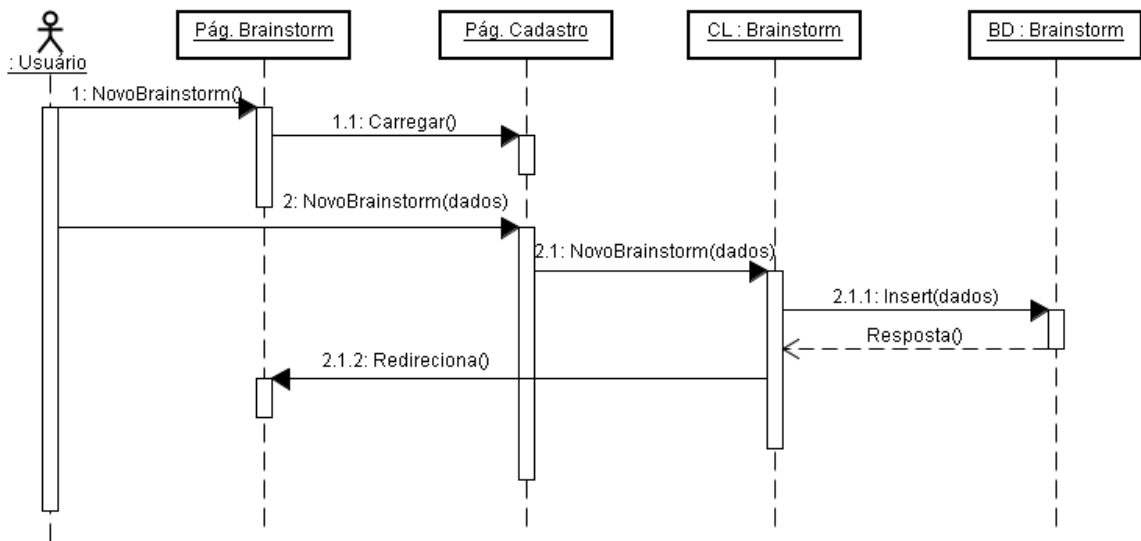 Pág. Brainstorm
Pág. Cadastro
CL : Brainstorm
BD : Brainstorm
: Usuário
1: NovoBrainstorm()
1.1: Carregar()
2: NovoBrainstorm(dados)
2.1: NovoBrainstorm(dados)
2.1.1: Insert(dados)
Resposta()
2.1.2: Redireciona()